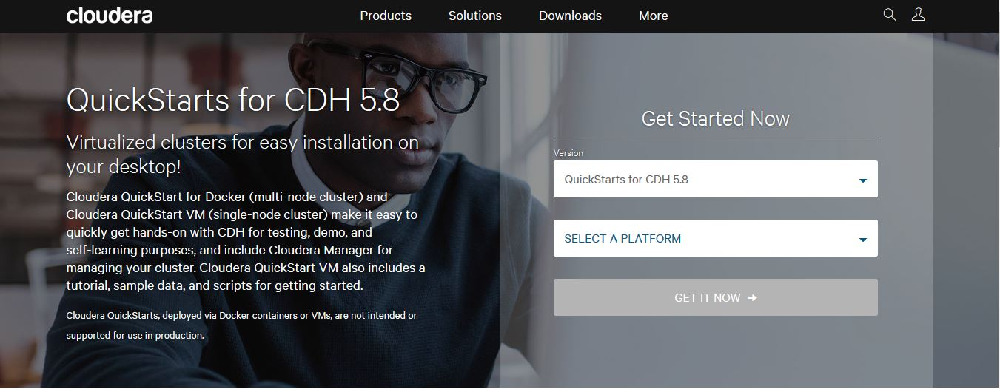 cloudera
Products
Solutions
Downloads
More
QuickStarts for CDH 5.8
Virtualized clusters for easy installation on
your desktop!
Cloudera QuickStart for Docker (multi-node cluster) and
Cloudera QuickStart VM (single-node cluster) make it easy to
quickly get hands-on with CDH for testing, demo, and
self-learning purposes, and include Cloudera Manager for
managing your cluster. Cloudera QuickStart VM also includes a
tutorial, sample data, and scripts for getting started.
Cloudera QuickStarts, deployed via Docker containers or VMs, are not intended or
supported for use in production.
Get Started Now
Version
QuickStarts for CDH 5.8
SELECT A PLATFORM
GET IT NOW